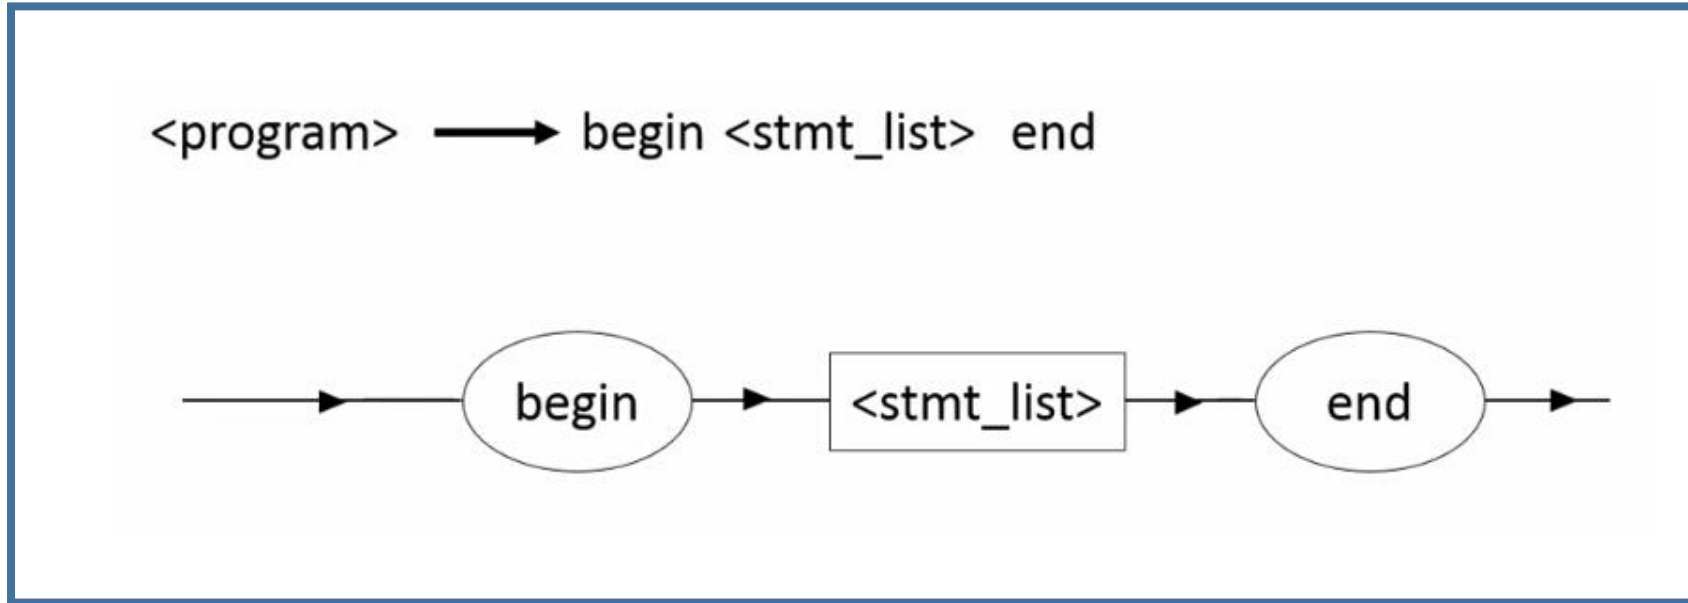 <program> → begin <stmt_list> end
begin <stmt_list> end